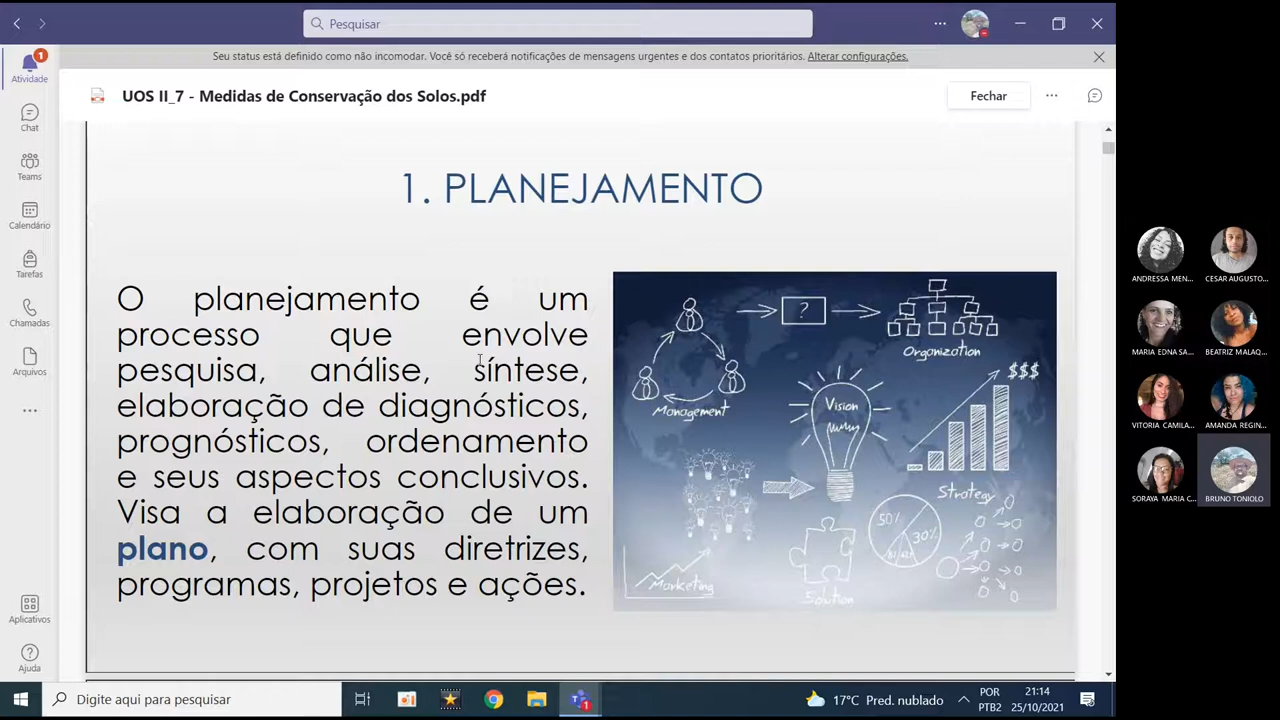 Pesquisar
Seu status está definido como não incomodar. Você só receberá notificações de mensagens urgentes e dos contatos prioritários. Alterar configurações.
1
Atividade
Chat
Teams
Calendário
Tarefas
Chamadas
Arquivos
Aplicativos
Ajuda
UOS II_7 - Medidas de Conservação dos Solos.pdf
Fechar
1. PLANEJAMENTO
O planejamento é um
processo que envolve
pesquisa, análise, síntese,
elaboração de diagnósticos,
prognósticos, ordenamento
e seus aspectos conclusivos.
Visa a elaboração de um
plano, com suas diretrizes,
programas, projetos e ações.
?
Organization
$$$
Management
Vision
Strategy
50%
30%
Marketing
Solution
ANDRESSA MEN...
CESAR AUGUSTO...
MARIA EDNA SA...
BEATRIZ MALAQ...
VITORIA CAMILA...
AMANDA REGIN...
SORAYA MARIA C...
BRUNO TONIOLO
Digite aqui para pesquisar
1
17°C Pred. nublado
POR
PTB2
21:14
25/10/2021